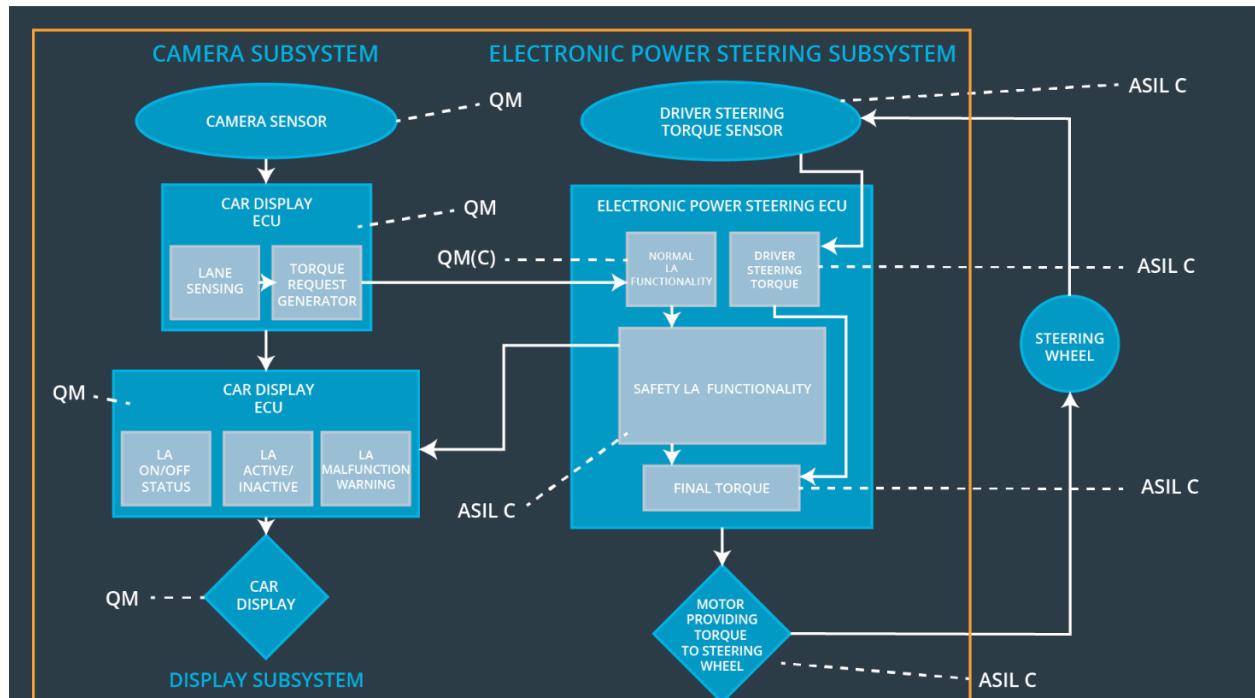 CAMERA SUBSYSTEM
ELECTRONIC POWER STEERING SUBSYSTEM
CAMERA SENSOR
QM
DRIVER STEERING
TORQUE SENSOR
ASIL C
CAR DISPLAY
ECU
QM
LANE
SENSING
TORQUE
REQUEST
GENERATOR
ELECTRONIC POWER STEERING ECU
QM(C)
NORMAL
LA
FUNCTIONALITY
DRIVER
STEERING
TORQUE
ASIL C
STEERING
WHEEL
SAFETY LA FUNCTIONALITY
CAR DISPLAY
ECU
QM
LA
ON/OFF
STATUS
LA
ACTIVE/
INACTIVE
LA
MALFUNCTION
WARNING
ASIL C
FINAL TORQUE
ASIL C
CAR
DISPLAY
QM
MOTOR
PROVIDING
TORQUE
TO STEERING
WHEEL
ASIL C
DISPLAY SUBSYSTEM